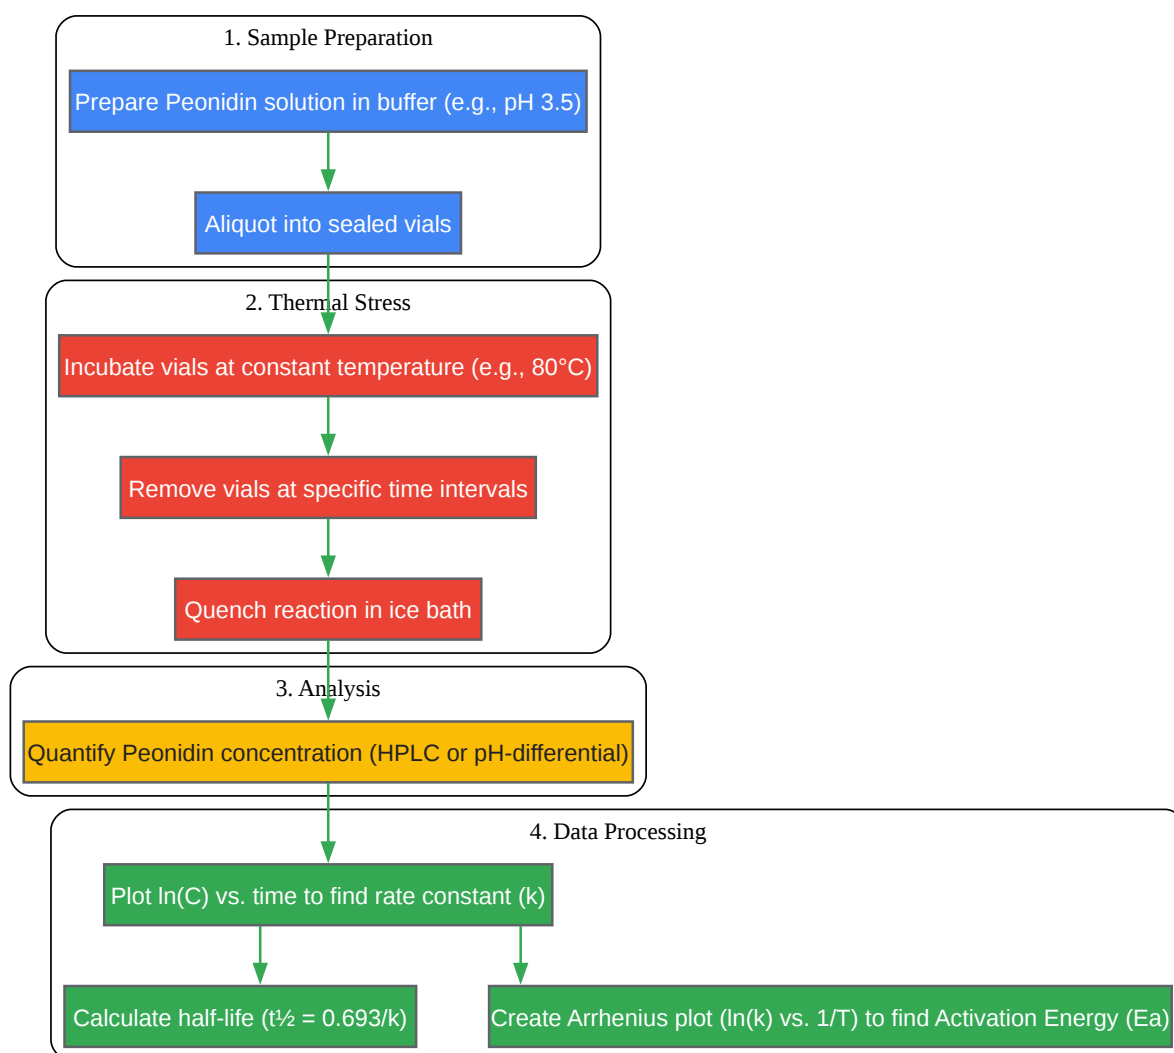 1. Sample Preparation
Prepare Peonidin solution in buffer (e.g., pH 3.5)
Aliquot into sealed vials
2. Thermal Stress
Incubate vials at constant temperature (e.g., 80°C)
Remove vials at specific time intervals
Quench reaction in ice bath
3. Analysis
Quantify Peonidin concentration (HPLC or pH-differential)
4. Data Processing
Plot ln(C) vs. time to find rate constant (k)
Calculate half-life (t½ = 0.693/k)
Create Arrhenius plot (ln(k) vs. 1/T) to find Activation Energy (Ea)